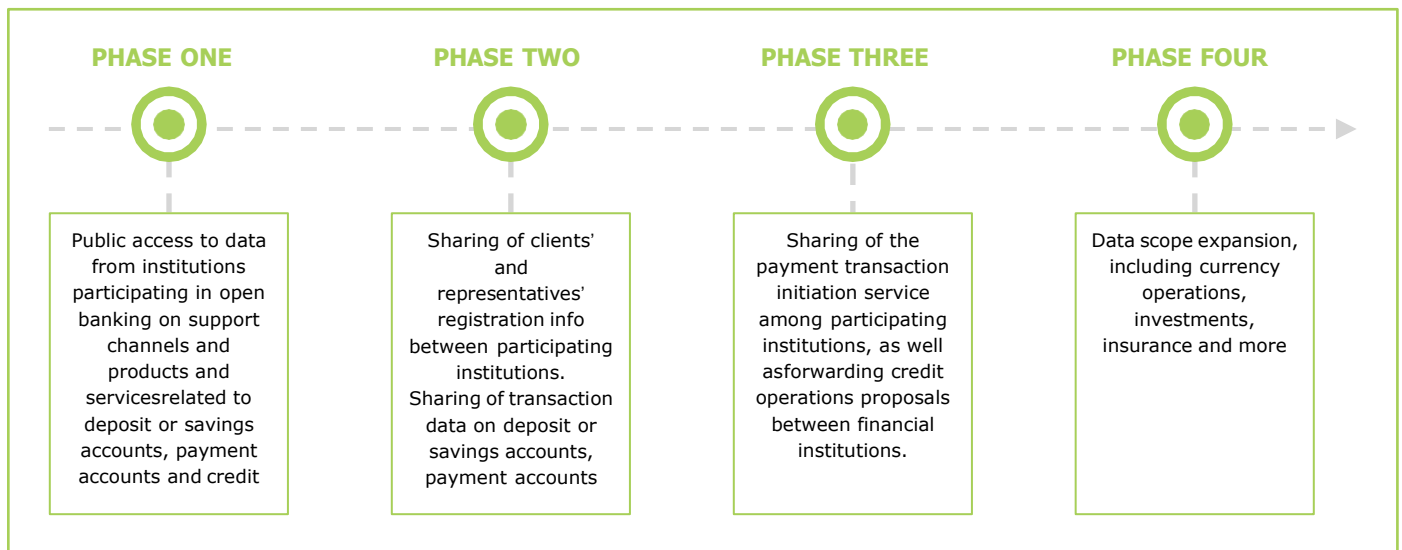 PHASE ONE
PHASE TWO
PHASE THREE
PHASE FOUR
Public access to data
from institutions
participating in open
banking on support
channels and
products and
servicesrelated to
deposit or savings
accounts, payment
accounts and credit
Sharing of clients’
and
representatives’
registration info
between participating
institutions.
Sharing of transaction
data on deposit or
savings accounts,
payment accounts
Sharing of the
payment transaction
initiation service
among participating
institutions, as well
asforwarding credit
operations proposals
between financial
institutions.
Data scope expansion,
including currency
operations,
investments,
insurance and more